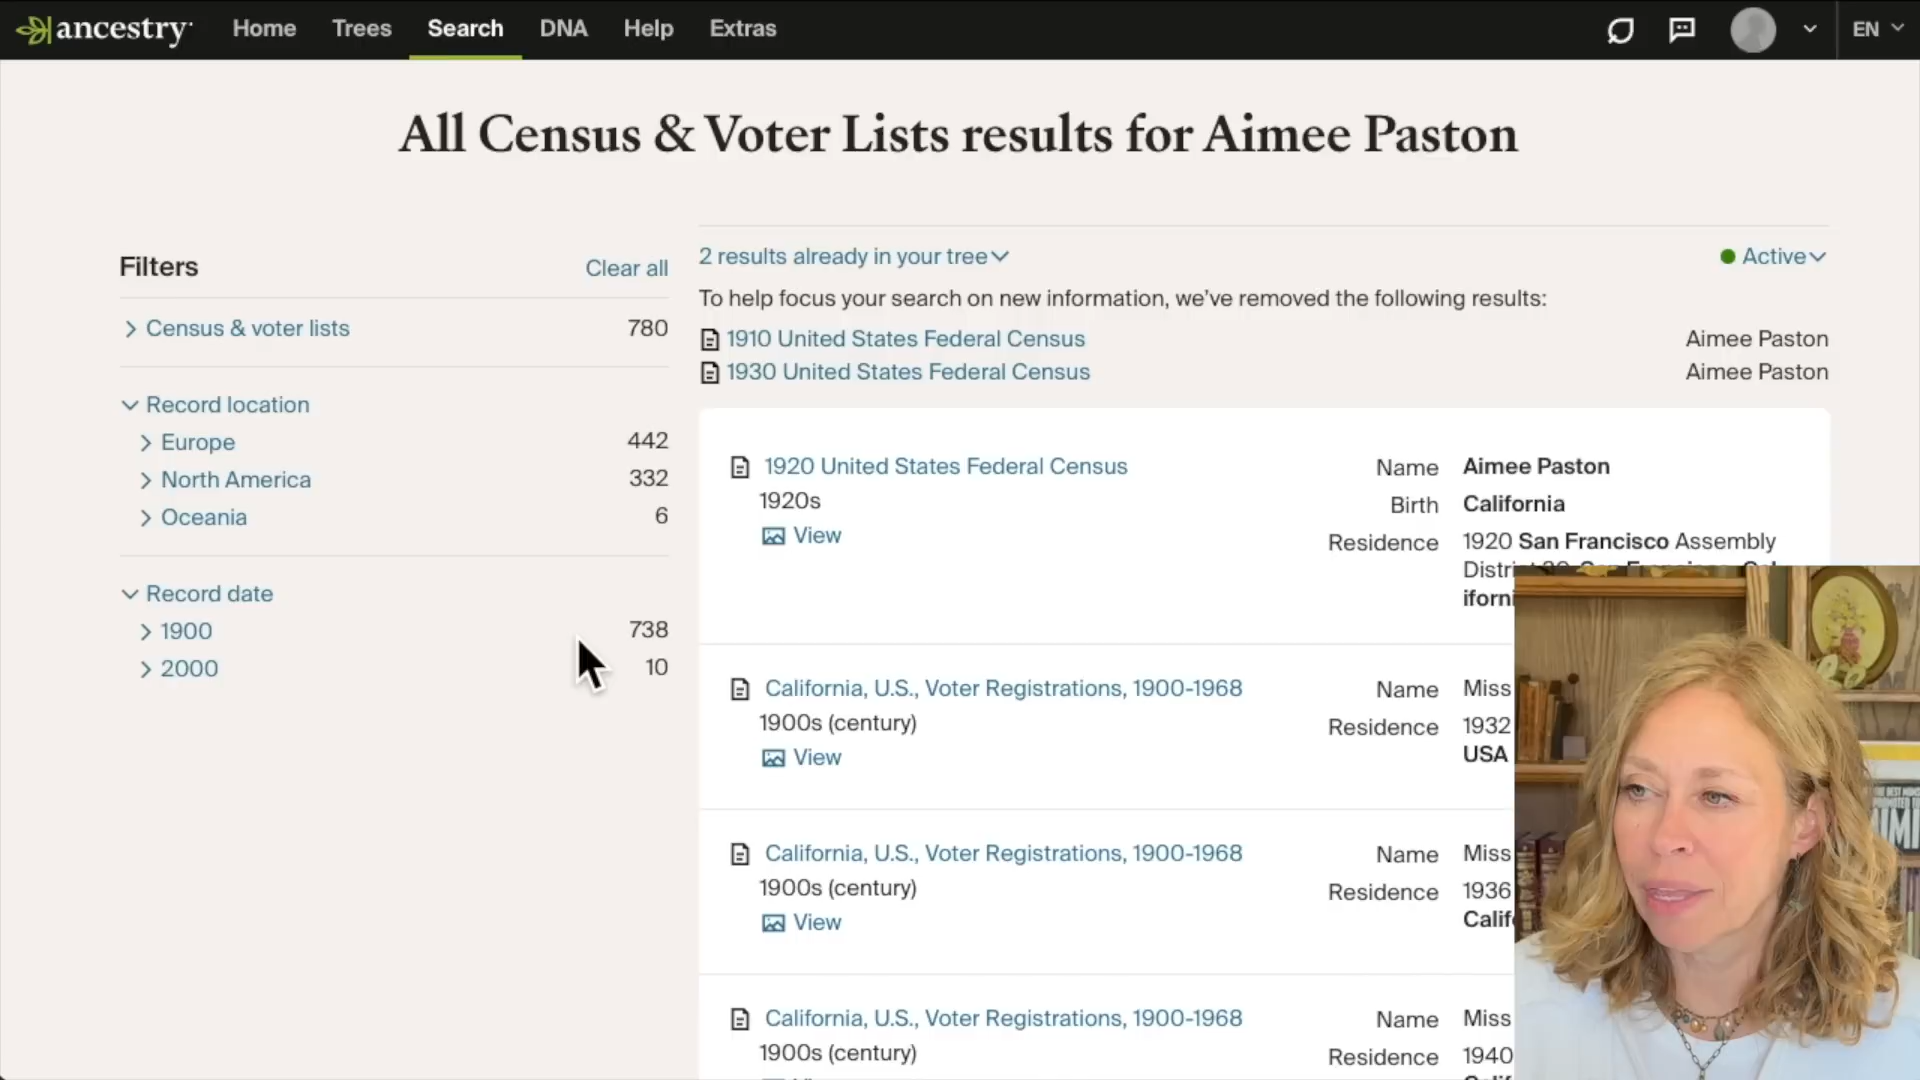 ancestry
Home Trees Search DNA Help Extras
EN
All Census & Voter Lists results for Aimee Paston
Filters
Clear all
Census & voter lists 780
Record location
Europe 442
North America 332
Oceania 6
Record date
1900 738
2000 10
2 results already in your tree
Active
To help focus your search on new information, we've removed the following results:
1910 United States Federal Census Aimee Paston
1930 United States Federal Census Aimee Paston
1920 United States Federal Census
1920s
View
Name Aimee Paston
Birth California
Residence 1920 San Francisco Assembly
California, U.S., Voter Registrations, 1900-1968
1900s (century)
View
Name Miss
Residence 1932
USA
California, U.S., Voter Registrations, 1900-1968
1900s (century)
View
Name Miss
Residence 1936
California, U.S., Voter Registrations, 1900-1968
1900s (century)
Name Miss
Residence 1940